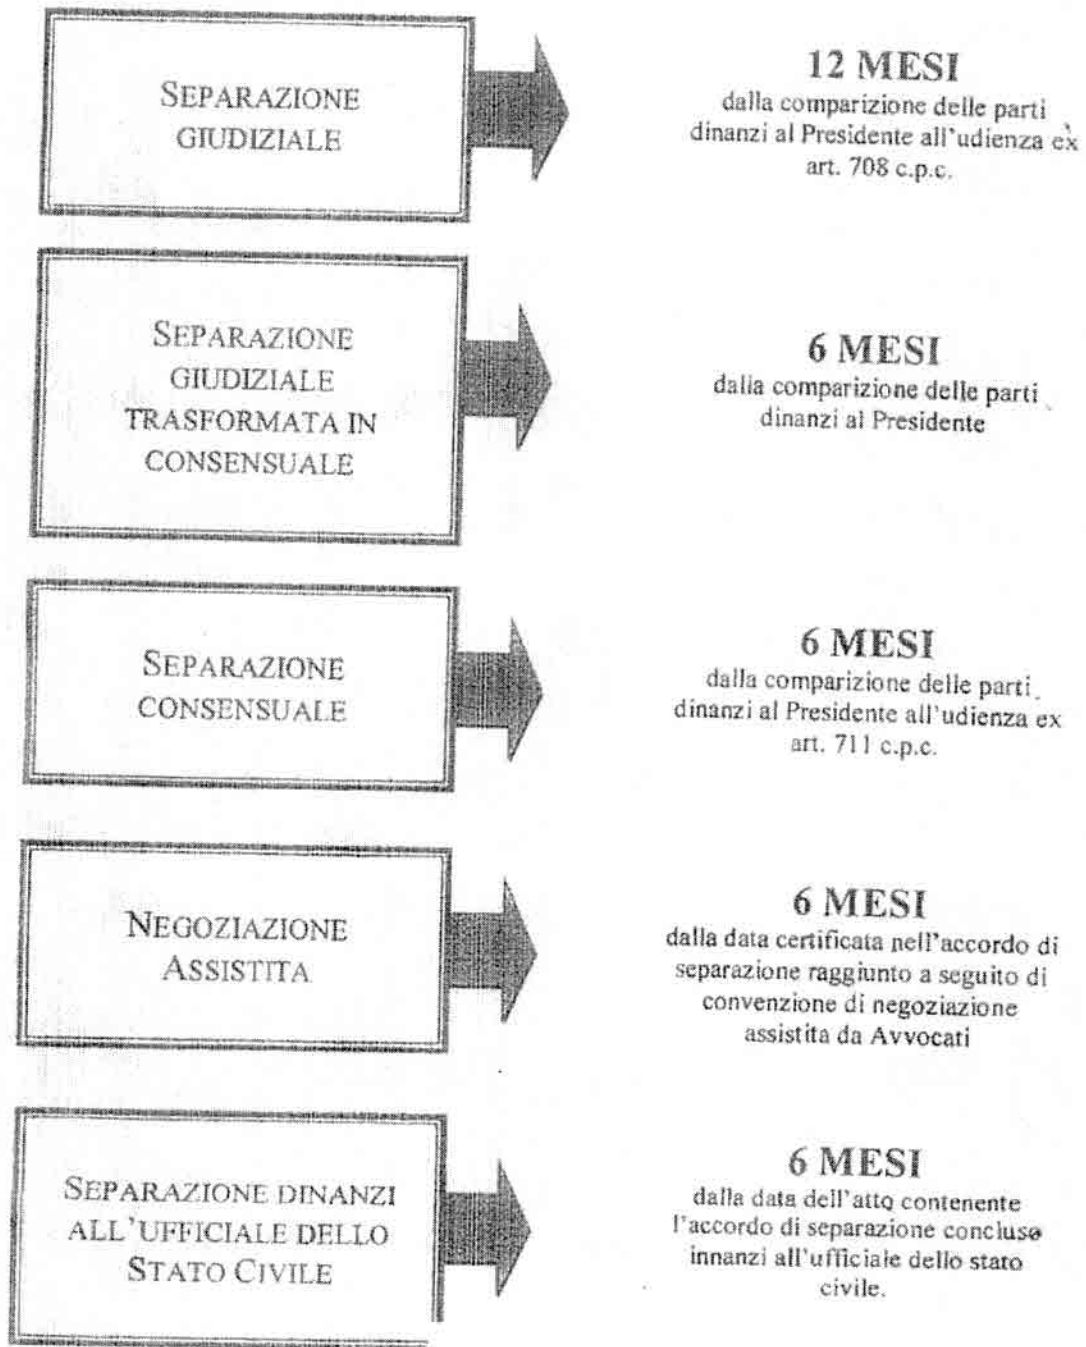 SEPARAZIONE
GIUDIZIALE
12 MESI
dalla comparizione delle parti
dinanzi al Presidente all'udienza ex
art. 708 c.p.c.
SEPARAZIONE
GIUDIZIALE
TRASFORMATA IN
CONSENSUALE
6 MESI
dalla comparizione delle parti
dinanzi al Presidente
SEPARAZIONE
CONSENSUALE
6 MESI
dalla comparizione delle parti
dinanzi al Presidente all'udienza ex
art. 711 c.p.c.
NEGOZIAZIONE
ASSISTITA
6 MESI
dalla data certificata nell'accordo di
separazione raggiunto a seguito di
convenzione di negoziazione
assistita da Avvocati
SEPARAZIONE DINANZI
ALL'UFFICIALE DELLO
STATO CIVILE
6 MESI
dalla data dell'atto contenente
l'accordo di separazione concluso
innanzi all'ufficiale dello stato
civile.